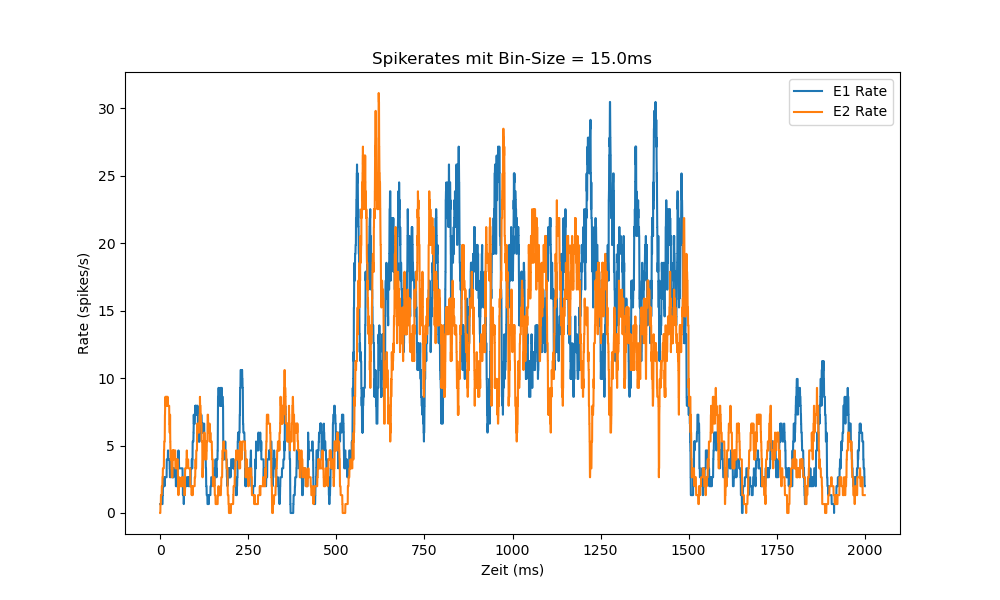 Spikerates mit Bin-Size = 15.0ms
E1 Rate
E2 Rate
30
25
20
15
10
5
0
Rate (spikes/s)
0 250 500 750 1000 1250 1500 1750 2000
Zeit (ms)